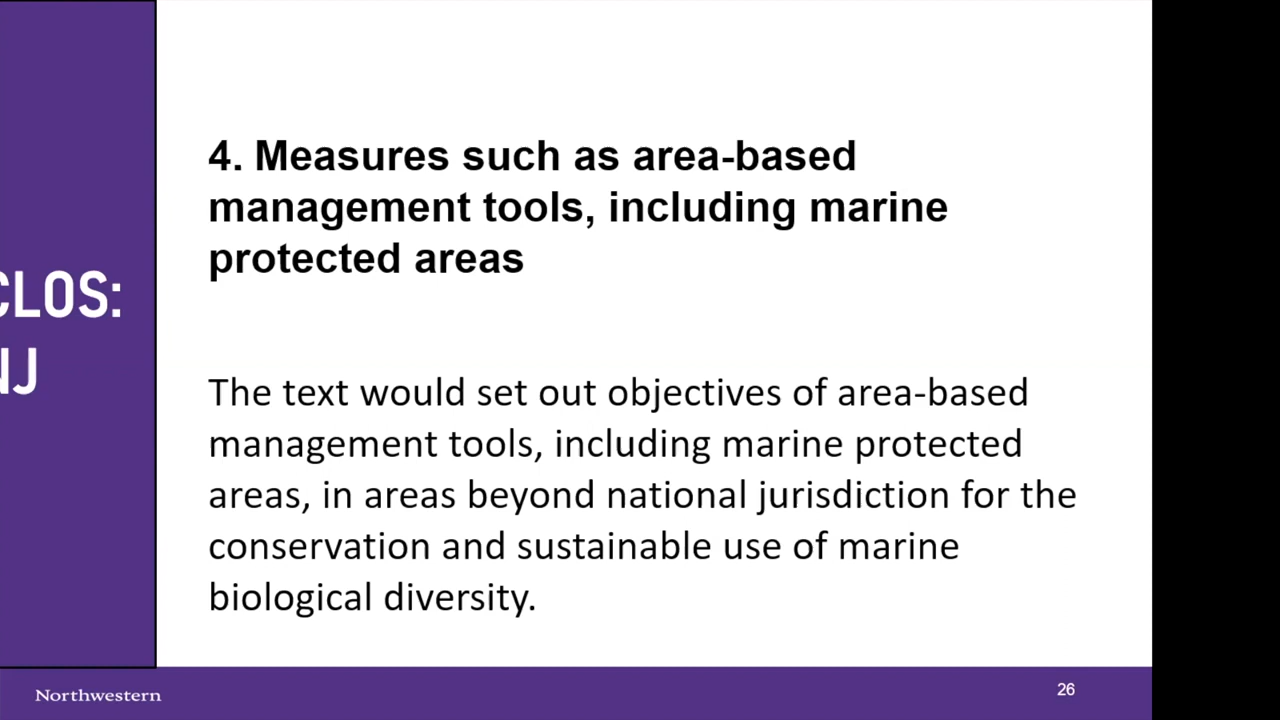 CLOS:
NJ
4. Measures such as area-based
management tools, including marine
protected areas
The text would set out objectives of area-based
management tools, including marine protected
areas, in areas beyond national jurisdiction for the
conservation and sustainable use of marine
biological diversity.
Northwestern
26